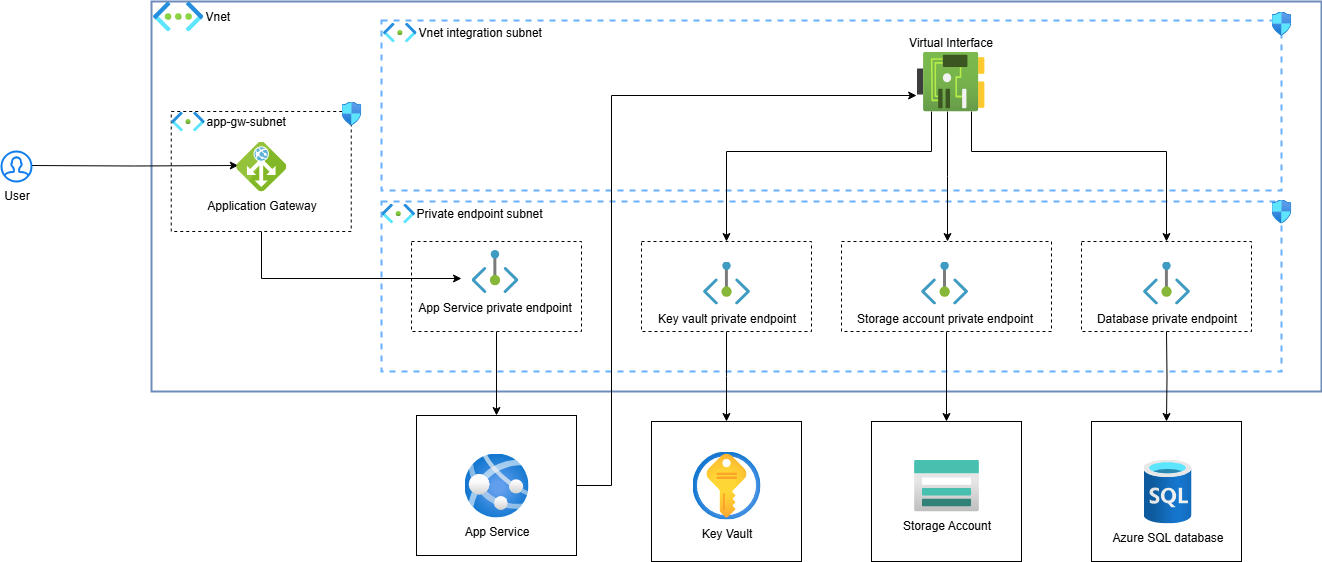 Vnet
Vnet integration subnet
Virtual Interface
app-gw-subnet
User
Application Gateway
Private endpoint subnet
App Service private endpoint
Key vault private endpoint
Storage account private endpoint
Database private endpoint
App Service
Key Vault
Storage Account
SQL
Azure SQL database